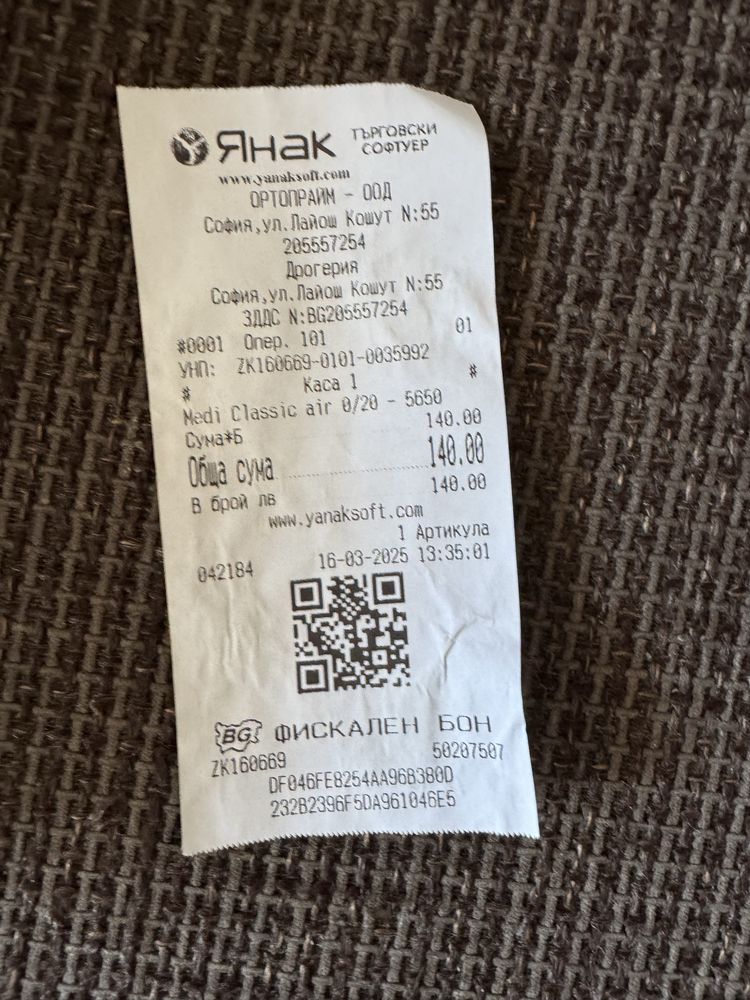 Янак ТЪРГОВСКИ СОФТУЕР
www.yanaksoft.com
ОРТОПРАЙМ - ООД
София,ул.Лайош Кошут N:55
205557254
Дрогерия
София,ул.Лайош Кошут N:55
ЗДДС N:BG205557254
#0001 Опер. 101 01
УНП: ZK160669-0101-0035992
# Каса 1 #
Medi Classic air 0/20 - 5650
Сума*Б 140.00
Обща сума 140.00
В брой лв 140.00
www.yanaksoft.com
1 Артикула
042184 16-03-2025 13:35:01
BG ФИСКАЛЕН БОН
ZK160669 50207507
DF046FE8254AA96B380D
232B2396F5DA961046E5